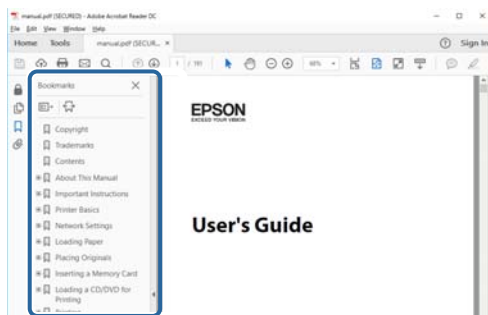 manual.pdf (SECURED) - Adobe Acrobat Reader DC
File Edit View Window Help
Home Tools manual.pdf (SECUR... ×
Sign In
1 / 191
Bookmarks
Copyright
Trademarks
Contents
About This Manual
Important Instructions
Printer Basics
Network Settings
Loading Paper
Placing Originals
Inserting a Memory Card
Loading a CD/DVD for
Printing
Printing
EPSON
EXCEED YOUR VISION
User's Guide